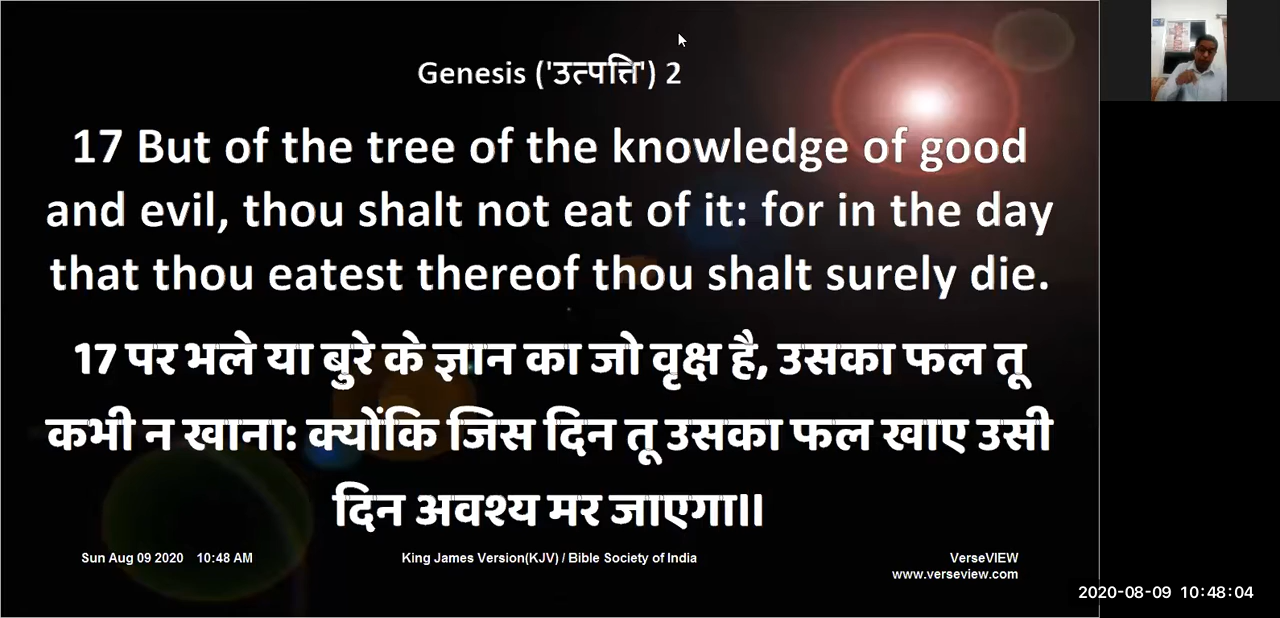 Genesis ('उत्पत्ति') 2
17 But of the tree of the knowledge of good
and evil, thou shalt not eat of it: for in the day
that thou eatest thereof thou shalt surely die.
17 पर भले या बुरे के ज्ञान का जो वृक्ष है, उसका फल तू
कभी न खाना: क्योंकि जिस दिन तू उसका फल खाए उसी
दिन अवश्य मर जाएगा॥
Sun Aug 09 2020 10:48 AM
King James Version(KJV) / Bible Society of India
VerseVIEW
www.verseview.com
2020-08-09 10:48:04